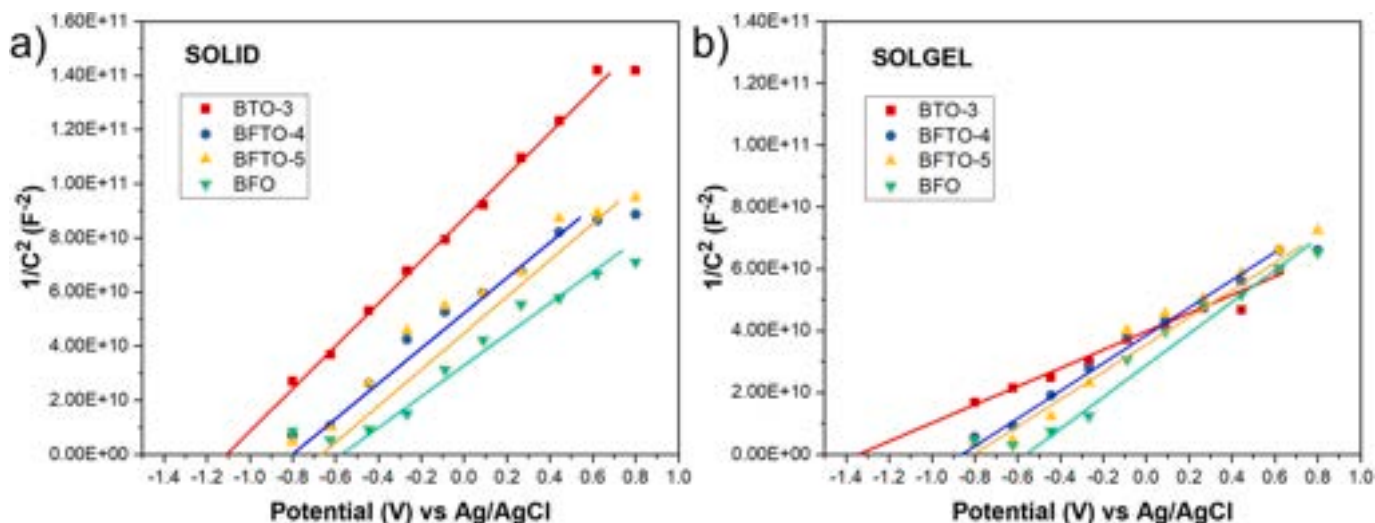 a)
SOLID
BTO-3
BFTO-4
BFTO-5
BFO
1/C² (F⁻²)
1.60E+11
1.40E+11
1.20E+11
1.00E+11
8.00E+10
6.00E+10
4.00E+10
2.00E+10
0.00E+00
-1.4 -1.2 -1.0 -0.8 -0.6 -0.4 -0.2 0.0 0.2 0.4 0.6 0.8 1.0
Potential (V) vs Ag/AgCl
b)
SOLGEL
BTO-3
BFTO-4
BFTO-5
BFO
1/C² (F⁻²)
1.40E+11
1.20E+11
1.00E+11
8.00E+10
6.00E+10
4.00E+10
2.00E+10
0.00E+00
-1.4 -1.2 -1.0 -0.8 -0.6 -0.4 -0.2 0.0 0.2 0.4 0.6 0.8 1.0
Potential (V) vs Ag/AgCl